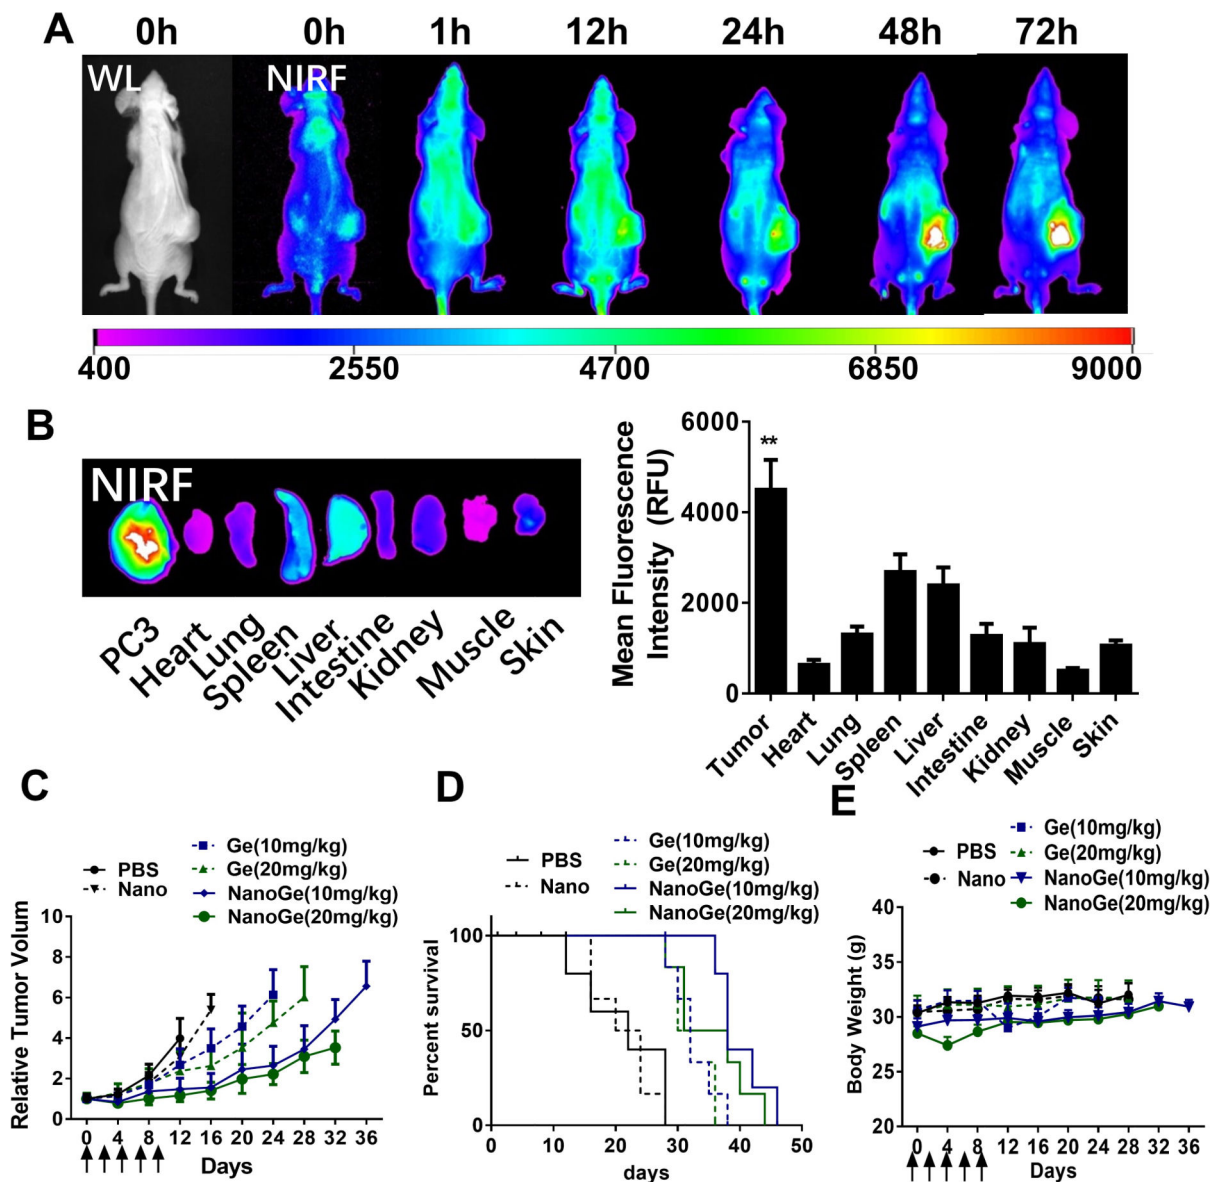 A
0h 0h 1h 12h 24h 48h 72h
WL NIRF
400 2550 4700 6850 9000
B
NIRF
PC3 Heart Lung Spleen Liver Intestine Kidney Muscle Skin
Mean Fluorescence
Intensity (RFU)
6000
4000
2000
0
**
Tumor Heart Lung Spleen Liver Intestine Kidney Muscle Skin
C
PBS
Nano
Ge(10mg/kg)
Ge(20mg/kg)
NanoGe(10mg/kg)
NanoGe(20mg/kg)
Relative Tumor Volum
10
8
6
4
2
0
0 4 8 12 16 20 24 28 32 36
Days
D
PBS
Nano
Ge(10mg/kg)
Ge(20mg/kg)
NanoGe(10mg/kg)
NanoGe(20mg/kg)
Percent survival
100
50
0
0 10 20 30 40 50
days
E
PBS
Nano
Ge(10mg/kg)
Ge(20mg/kg)
NanoGe(10mg/kg)
NanoGe(20mg/kg)
Body Weight (g)
40
35
30
25
20
0 4 8 12 16 20 24 28 32 36
Days